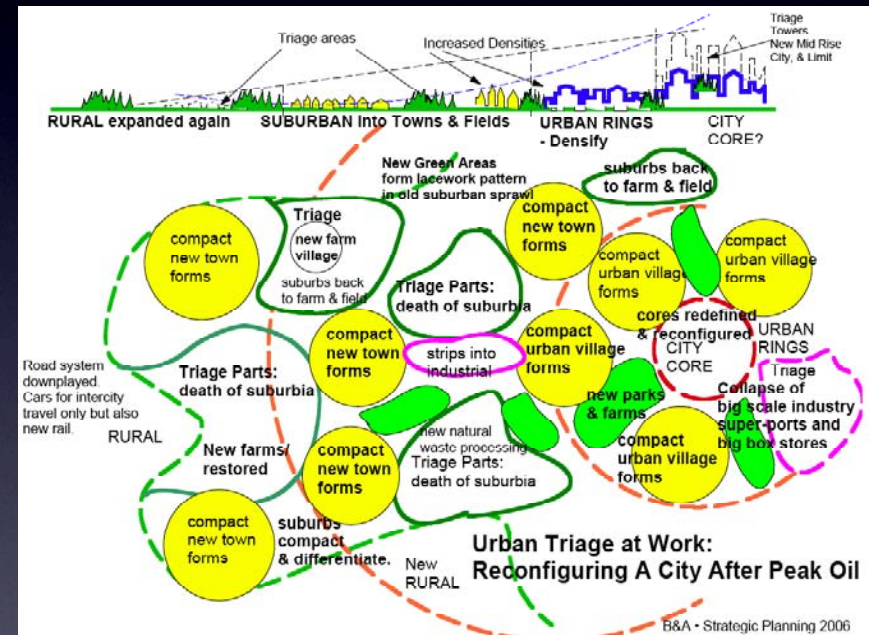 Triage areas
Increased Densities
Triage
Towers
New Mid Rise
City, & Limit
RURAL expanded again
SUBURBAN into Towns & Fields
URBAN RINGS
- Densify
CITY
CORE?
New Green Areas
form lacework pattern
in old suburban sprawl
suburbs back
to farm & field
compact
new town
forms
Triage
new farm
village
suburbs back
to farm & field
Triage Parts:
death of suburbia
compact
new town
forms
compact
urban village
forms
compact
urban village
forms
cores redefined
& reconfigured
CITY
CORE
URBAN
RINGS
Road system
downplayed.
Cars for intercity
travel only but also
new rail.
RURAL
Triage Parts:
death of suburbia
New farms/
restored
compact
new town
forms
strips into
industrial
compact
urban village
forms
new parks
& farms
Triage
Collapse of
big scale industry
super-ports and
big box stores
compact
new town
forms
new natural
waste processing
Triage Parts:
death of suburbia
compact
urban village
forms
compact
new town
forms
suburbs
compact
& differentiate.
New
RURAL
Urban Triage at Work:
Reconfiguring A City After Peak Oil
B&A • Strategic Planning 2006